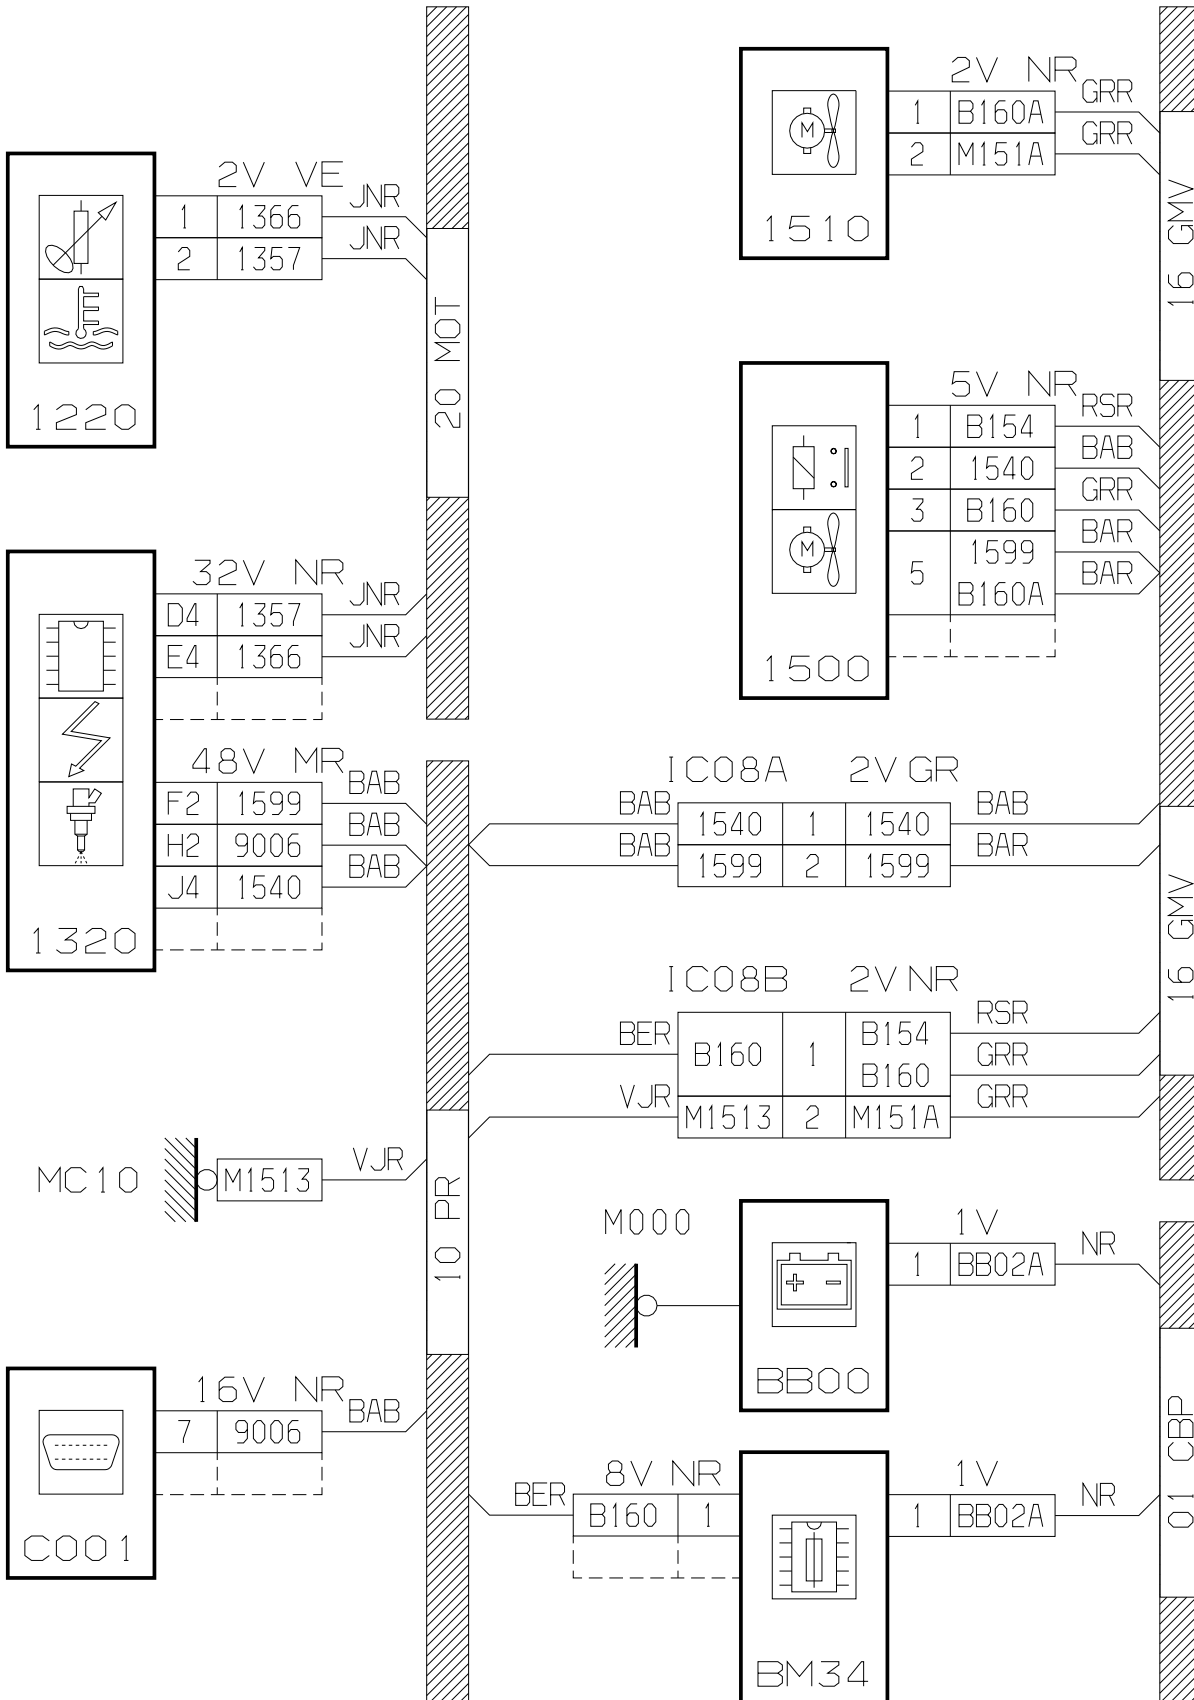 2V VE
1 1366 JNR
2 1357 JNR
1220
20 MOT
32V NR
D4 1357 JNR
E4 1366 JNR
48V MR
F2 1599 BAB
H2 9006 BAB
J4 1540 BAB
1320
MC10 M1513 VJR
10 PR
16V NR
7 9006 BAB
C001
2V NR
1 B160A GRR
2 M151A GRR
M
1510
16 GMV
5V NR
1 B154 RSR
2 1540 BAB
3 B160 GRR
5 1599 BAR
B160A BAR
M
1500
IC08A 2V GR
BAB 1540 1 1540 BAB
BAB 1599 2 1599 BAR
16 GMV
IC08B 2V NR
BER B160 1 B154 RSR
B160 GRR
VJR M1513 2 M151A GRR
M000
1V
1 BB02A NR
+ -
BB00
01 CBP
8V NR
BER B160 1
1V
1 BB02A NR
BM34